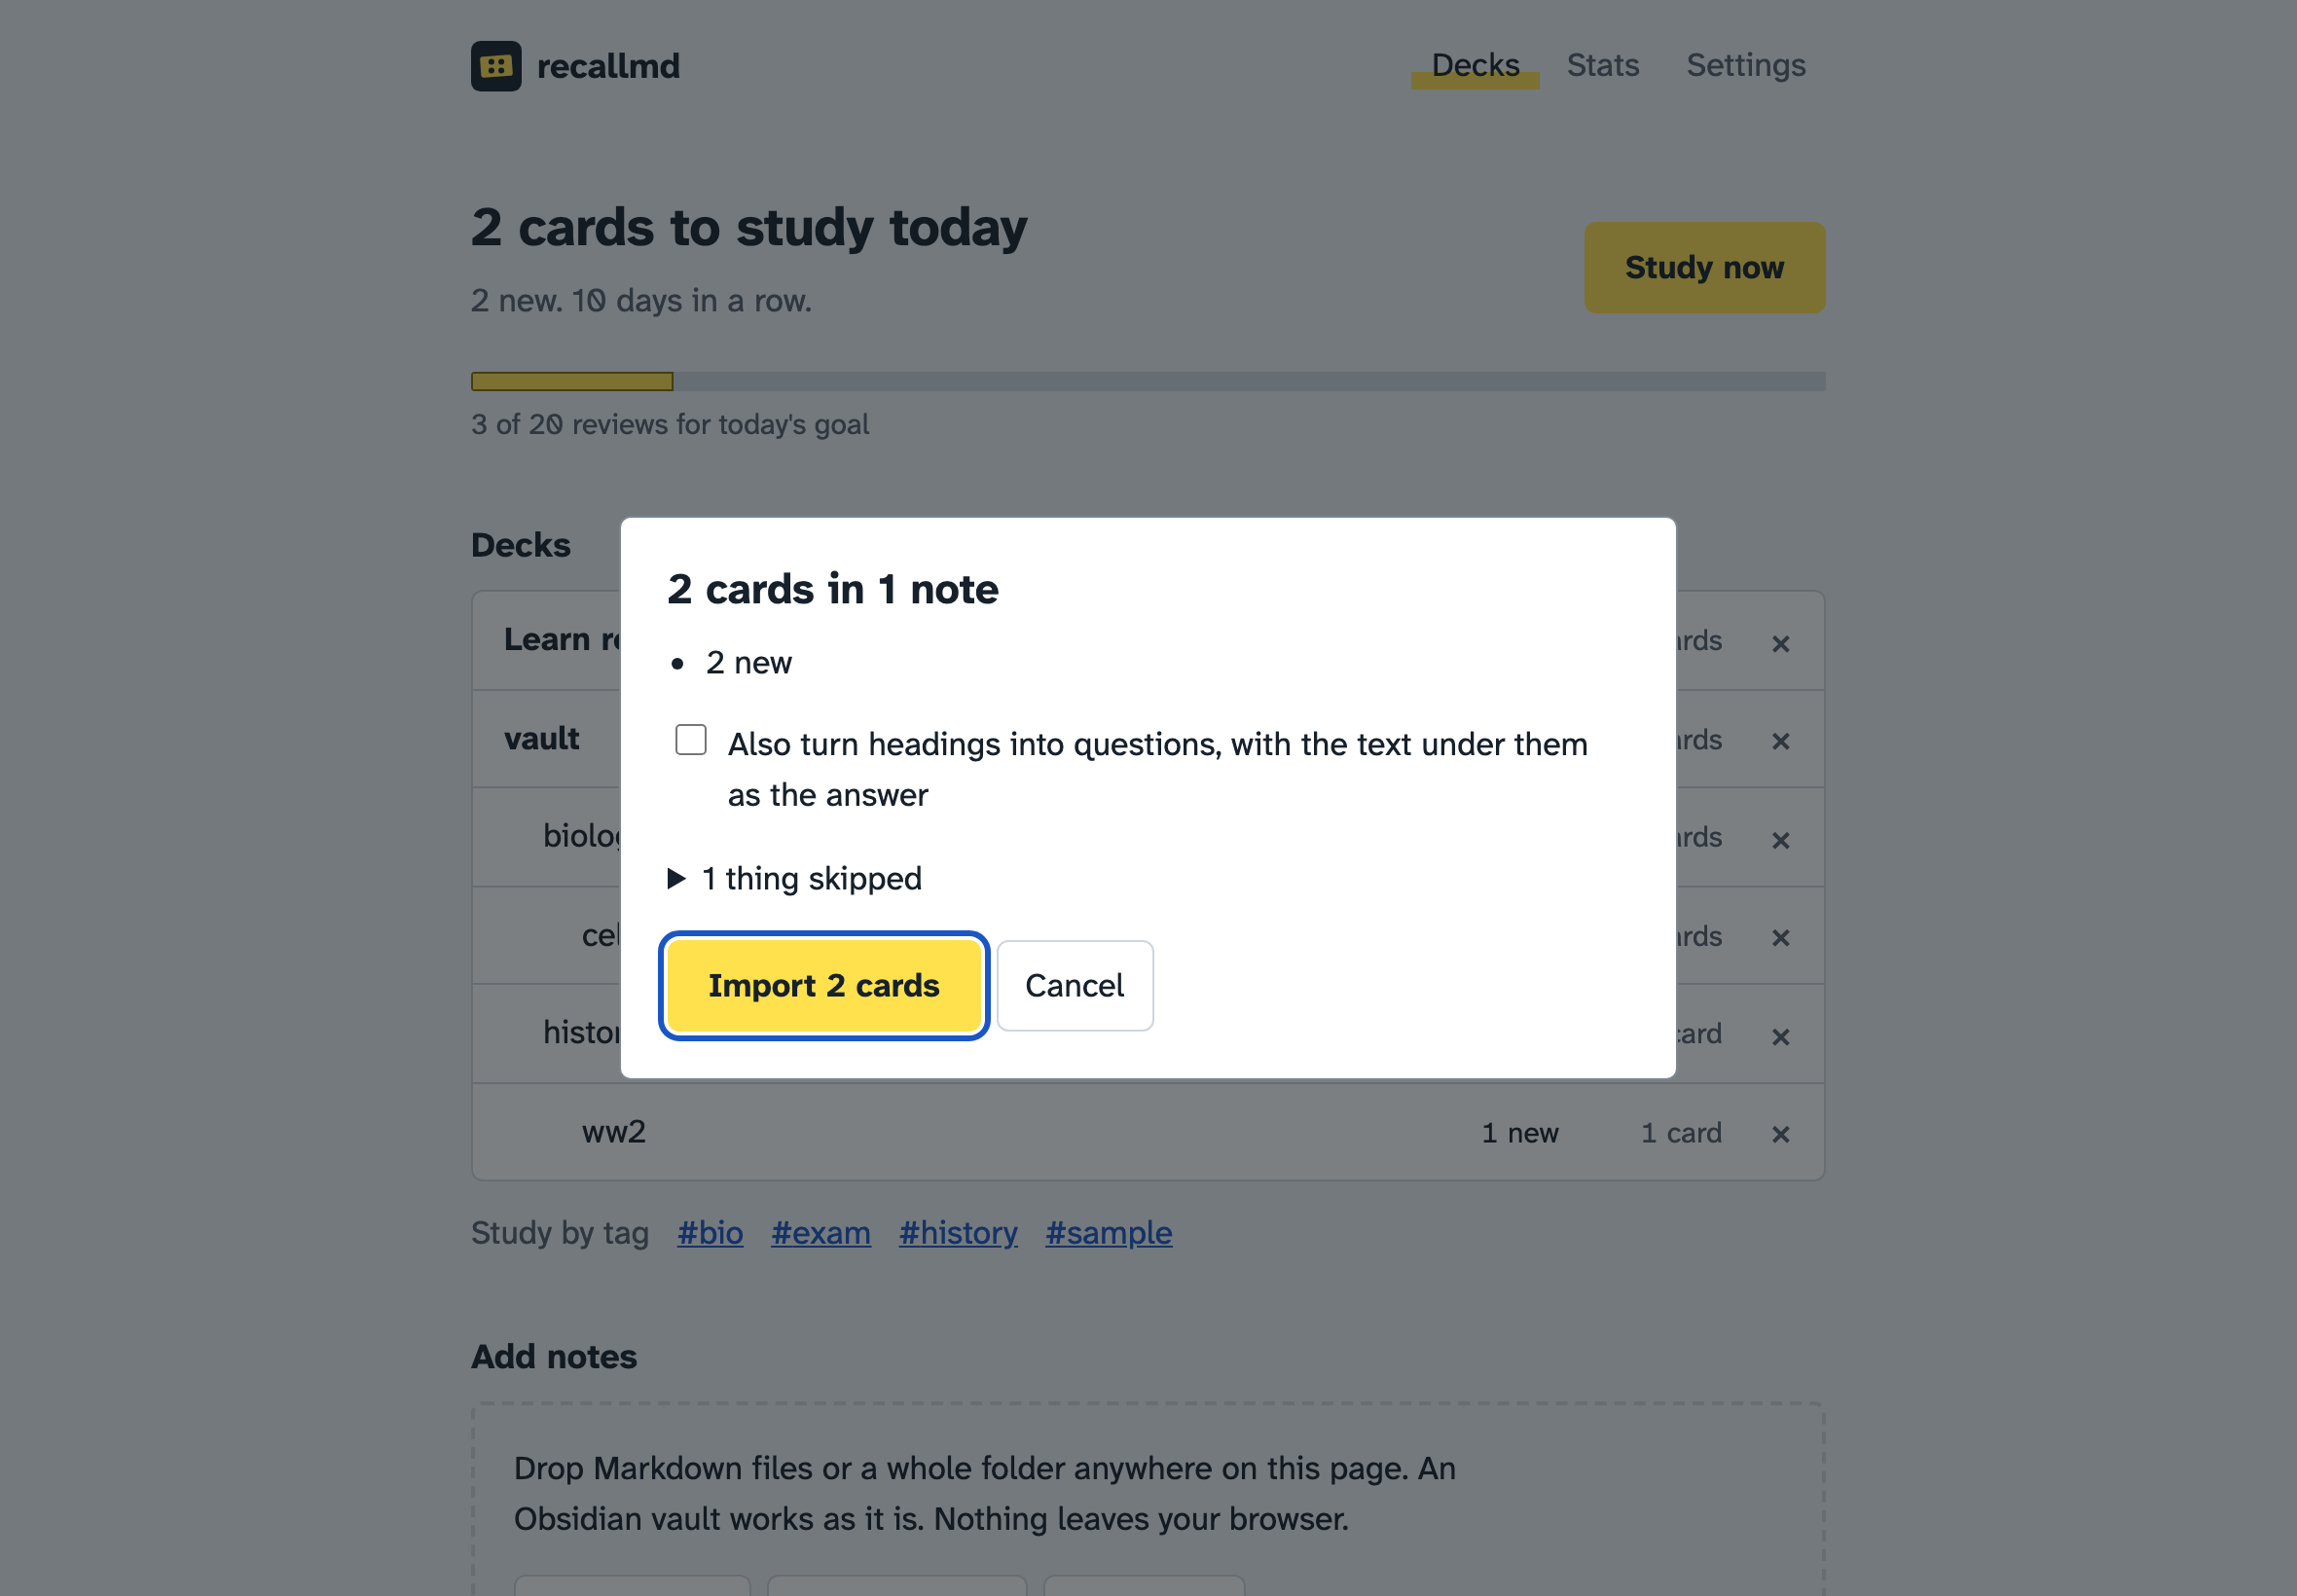 recallmd
Decks Stats Settings
2 cards to study today
2 new. 10 days in a row.
Study now
3 of 20 reviews for today's goal
Decks
2 cards in 1 note
2 new
Also turn headings into questions, with the text under them
as the answer
1 thing skipped
Import 2 cards Cancel
Learn
vault
ww2 1 new 1 card ×
Study by tag #bio #exam #history #sample
Add notes
Drop Markdown files or a whole folder anywhere on this page. An
Obsidian vault works as it is. Nothing leaves your browser.